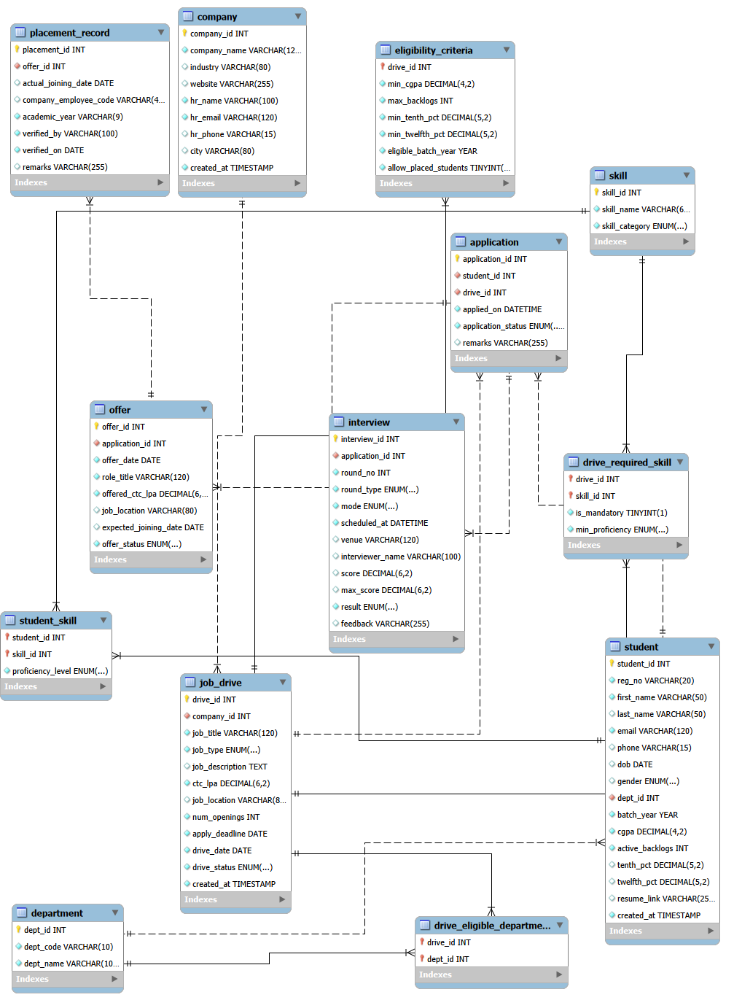 placement_record
placement_id INT
offer_id INT
actual_joining_date DATE
company_employee_code VARCHAR(4...
academic_year VARCHAR(9)
verified_by VARCHAR(100)
verified_on DATE
remarks VARCHAR(255)
Indexes
company
company_id INT
company_name VARCHAR(12...
industry VARCHAR(80)
website VARCHAR(255)
hr_name VARCHAR(100)
hr_email VARCHAR(120)
hr_phone VARCHAR(15)
city VARCHAR(80)
created_at TIMESTAMP
Indexes
eligibility_criteria
drive_id INT
min_cgpa DECIMAL(4,2)
max_backlogs INT
min_tenth_pct DECIMAL(5,2)
min_twelfth_pct DECIMAL(5,2)
eligible_batch_year YEAR
allow_placed_students TINYINT(...
Indexes
skill
skill_id INT
skill_name VARCHAR(6...
skill_category ENUM(...)
Indexes
application
application_id INT
student_id INT
drive_id INT
applied_on DATETIME
application_status ENUM(...
remarks VARCHAR(255)
Indexes
offer
offer_id INT
application_id INT
offer_date DATE
role_title VARCHAR(120)
offered_ctc_lpa DECIMAL(6,...
job_location VARCHAR(80)
expected_joining_date DATE
offer_status ENUM(...)
Indexes
interview
interview_id INT
application_id INT
round_no INT
round_type ENUM(...)
mode ENUM(...)
scheduled_at DATETIME
venue VARCHAR(120)
interviewer_name VARCHAR(100)
score DECIMAL(6,2)
max_score DECIMAL(6,2)
result ENUM(...)
feedback VARCHAR(255)
Indexes
drive_required_skill
drive_id INT
skill_id INT
is_mandatory TINYINT(1)
min_proficiency ENUM(...)
Indexes
student_skill
student_id INT
skill_id INT
proficiency_level ENUM(...)
Indexes
job_drive
drive_id INT
company_id INT
job_title VARCHAR(120)
job_type ENUM(...)
job_description TEXT
ctc_lpa DECIMAL(6,2)
job_location VARCHAR(8...
num_openings INT
apply_deadline DATE
drive_date DATE
drive_status ENUM(...)
created_at TIMESTAMP
Indexes
student
student_id INT
reg_no VARCHAR(20)
first_name VARCHAR(50)
last_name VARCHAR(50)
email VARCHAR(120)
phone VARCHAR(15)
dob DATE
gender ENUM(...)
dept_id INT
batch_year YEAR
cgpa DECIMAL(4,2)
active_backlogs INT
tenth_pct DECIMAL(5,2)
twelfth_pct DECIMAL(5,2)
resume_link VARCHAR(25...
created_at TIMESTAMP
Indexes
department
dept_id INT
dept_code VARCHAR(10)
dept_name VARCHAR(10...
Indexes
drive_eligible_departme...
drive_id INT
dept_id INT
Indexes